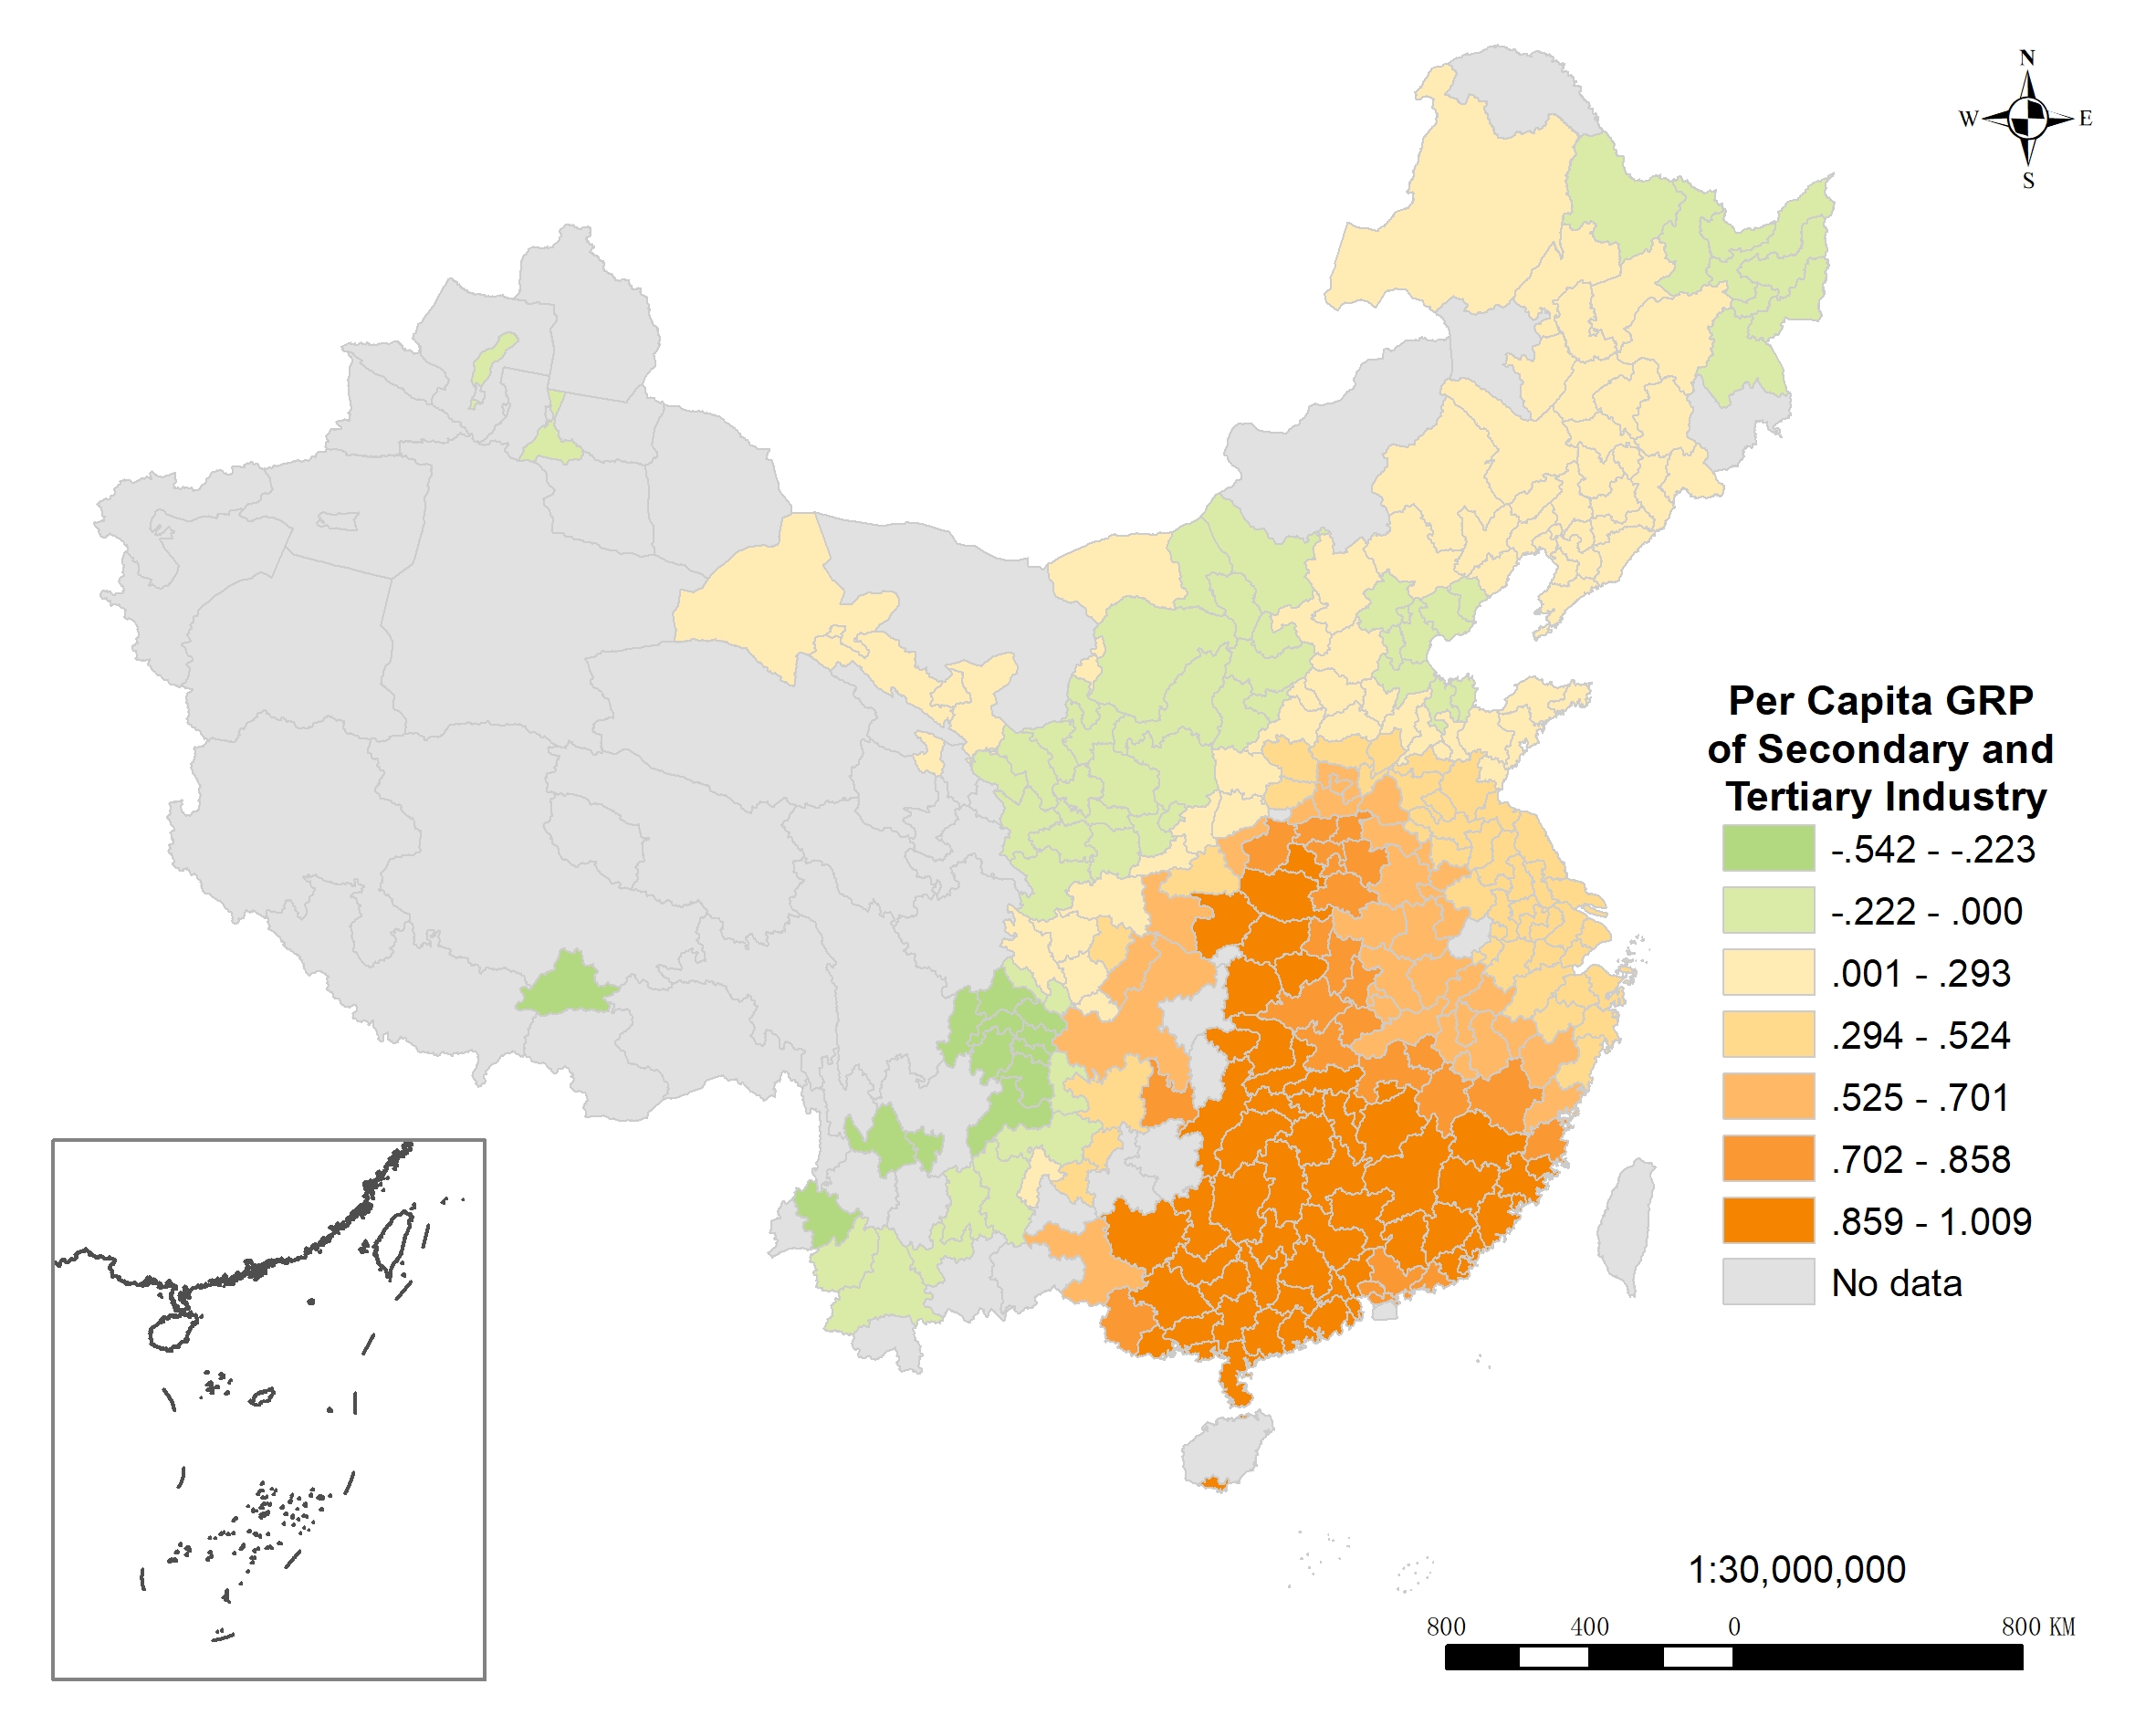 N
W E
S
Per Capita GRP
of Secondary and
Tertiary Industry
-.542 - -.223
-.222 - .000
.001 - .293
.294 - .524
.525 - .701
.702 - .858
.859 - 1.009
No data
1:30,000,000
800 400 0 800 KM